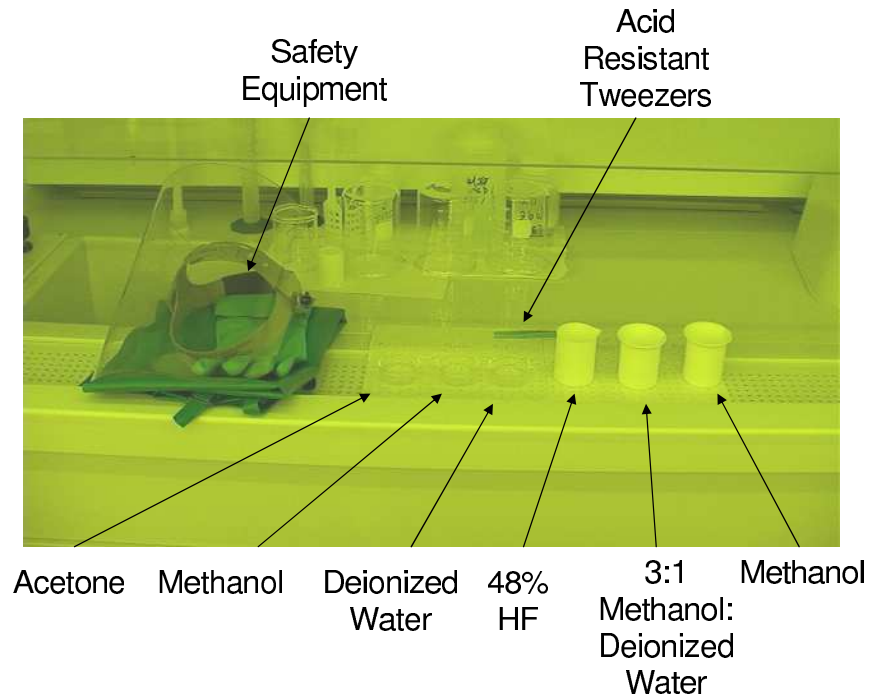 Safety
Equipment
Acid
Resistant
Tweezers
Acetone
Methanol
Deionized
Water
48%
HF
3:1
Methanol:
Deionized
Water
Methanol